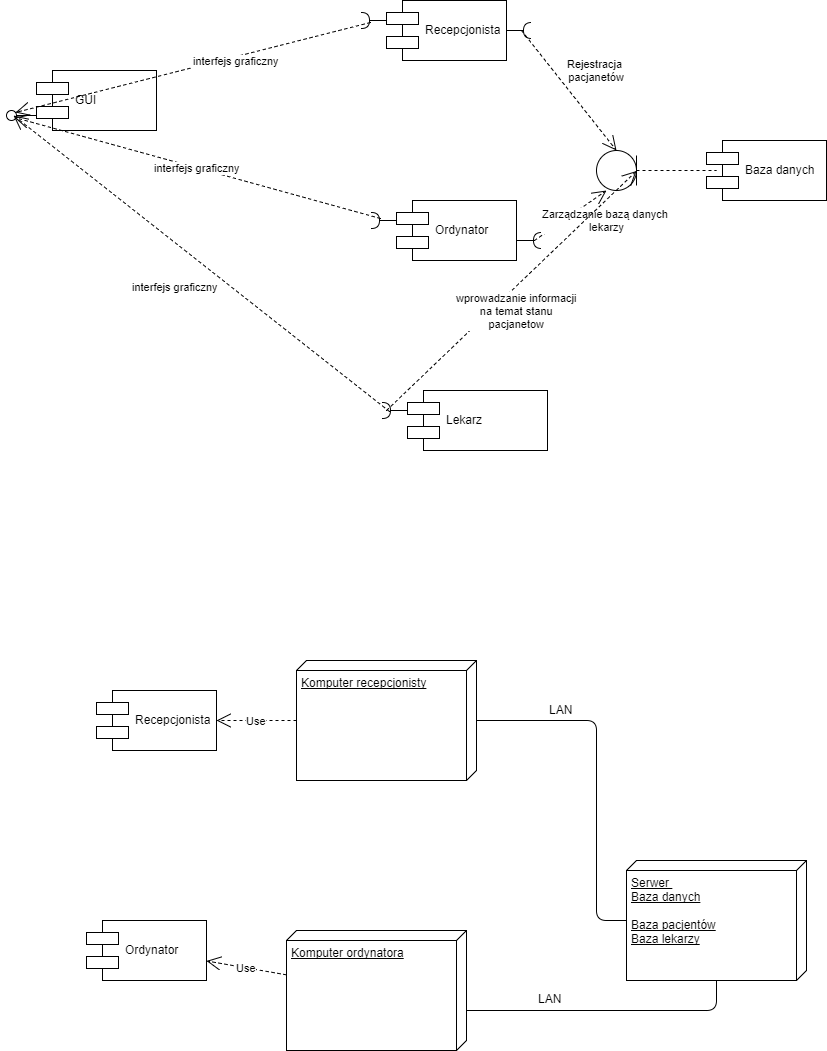 Recepcjonista
interfejs graficzny
Rejestracja
pacjanetów
GUI
interfejs graficzny
Baza danych
Ordynator
Zarządzanie bazą danych
lekarzy
interfejs graficzny
wprowadzanie informacji
na temat stanu
pacjanetow
Lekarz
Komputer recepcjonisty
Recepcjonista
Use
LAN
Serwer
Baza danych
Baza pacjentów
Baza lekarzy
Ordynator
Use
Komputer ordynatora
LAN